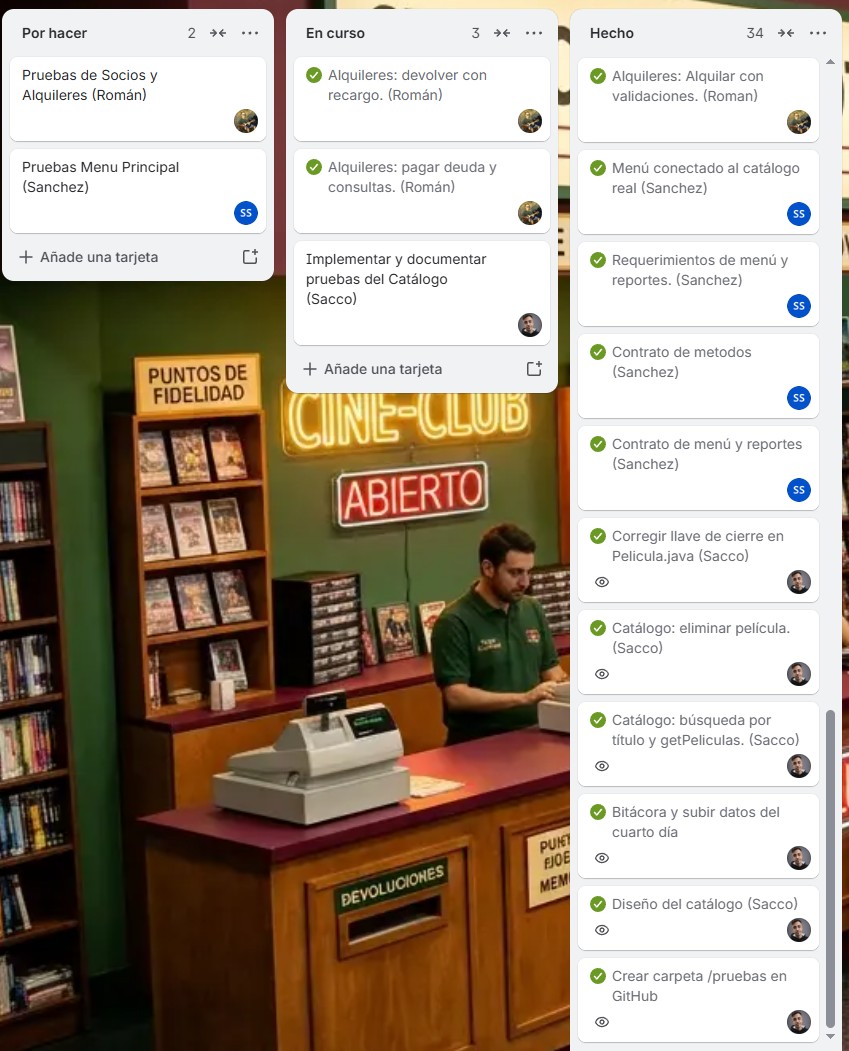 Por hacer
2
Pruebas de Socios y
Alquileres (Román)
Pruebas Menu Principal
(Sanchez)
SS
Añade una tarjeta
En curso
3
Alquileres: devolver con
recargo. (Román)
Alquileres: pagar deuda y
consultas. (Román)
Implementar y documentar
pruebas del Catálogo
(Sacco)
Añade una tarjeta
Hecho
34
Alquileres: Alquilar con
validaciones. (Roman)
Menú conectado al catálogo
real (Sanchez)
SS
Requerimientos de menú y
reportes. (Sanchez)
SS
Contrato de metodos
(Sanchez)
SS
Contrato de menú y reportes
(Sanchez)
SS
Corregir llave de cierre en
Pelicula.java (Sacco)
Catálogo: eliminar película.
(Sacco)
Catálogo: búsqueda por
título y getPeliculas. (Sacco)
Bitácora y subir datos del
cuarto día
Diseño del catálogo (Sacco)
Crear carpeta /pruebas en
GitHub
PUNTOS DE
FIDELIDAD
CINE-CLUB
ABIERTO
DEVOLUCIONES